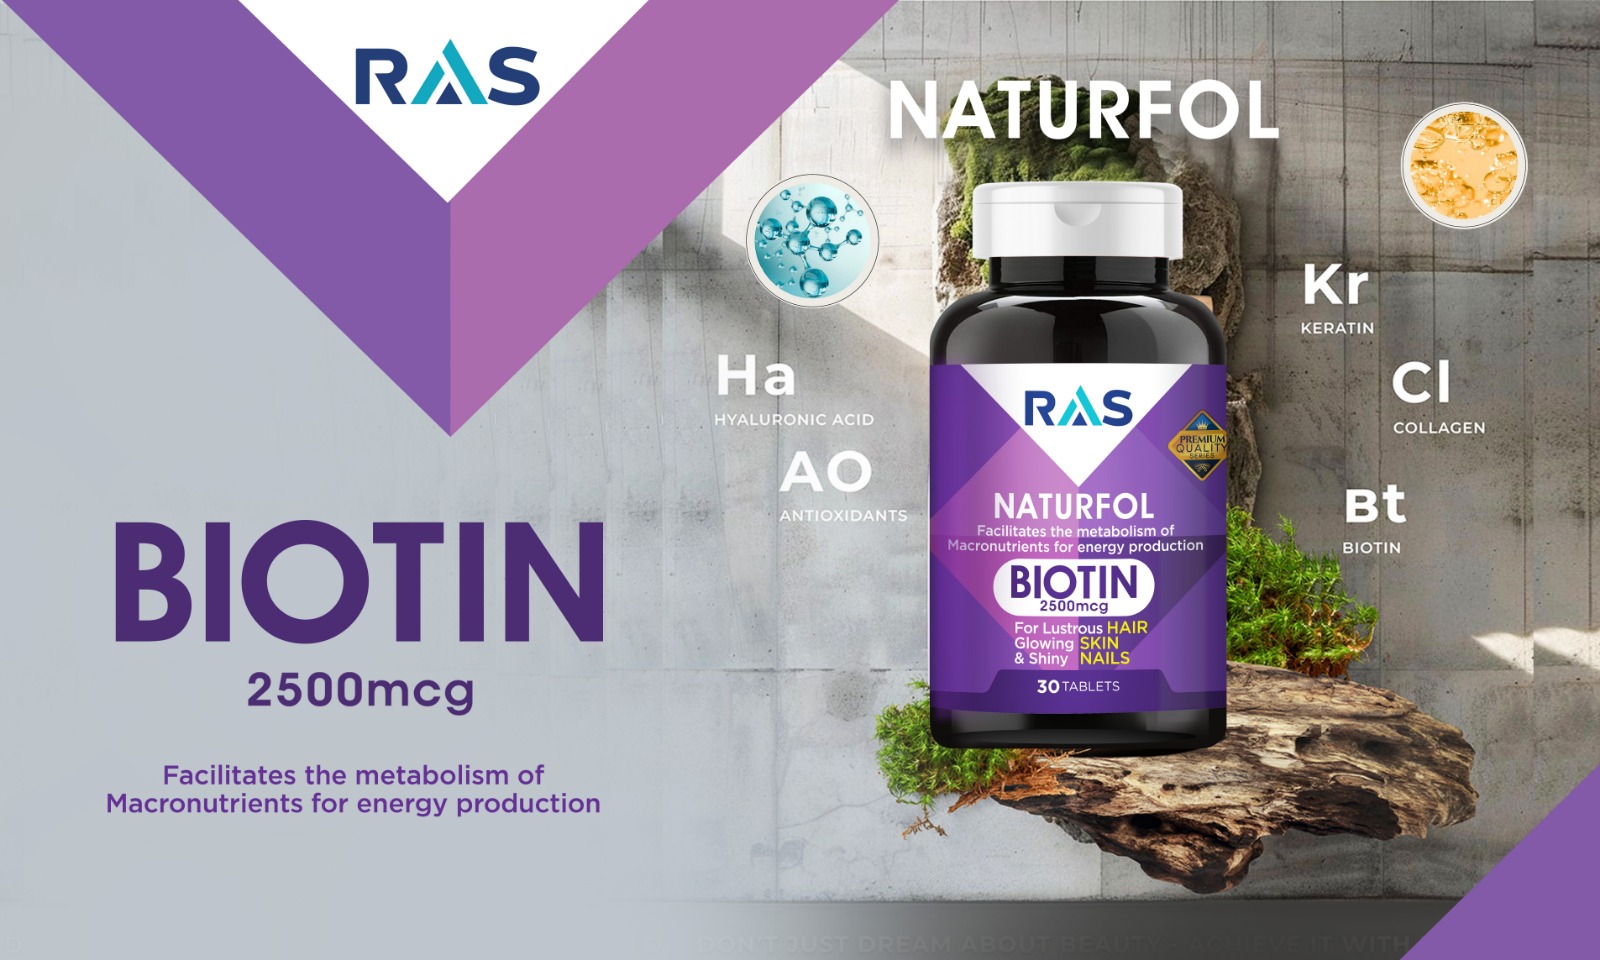 RAS
BIOTIN
2500mcg
Facilitates the metabolism of
Macronutrients for energy production
NATURFOL
Ha
HYALURONIC ACID
AO
ANTIOXIDANTS
Kr
KERATIN
Cl
COLLAGEN
Bt
BIOTIN
RAS
PREMIUM
QUALITY
SERIES
NATURFOL
Facilitates the metabolism of
Macronutrients for energy production
BIOTIN
2500mcg
For Lustrous HAIR
Glowing SKIN
& Shiny NAILS
30 TABLETS
DON'T JUST DREAM ABOUT BEAUTY - ACHIEVE IT WITH